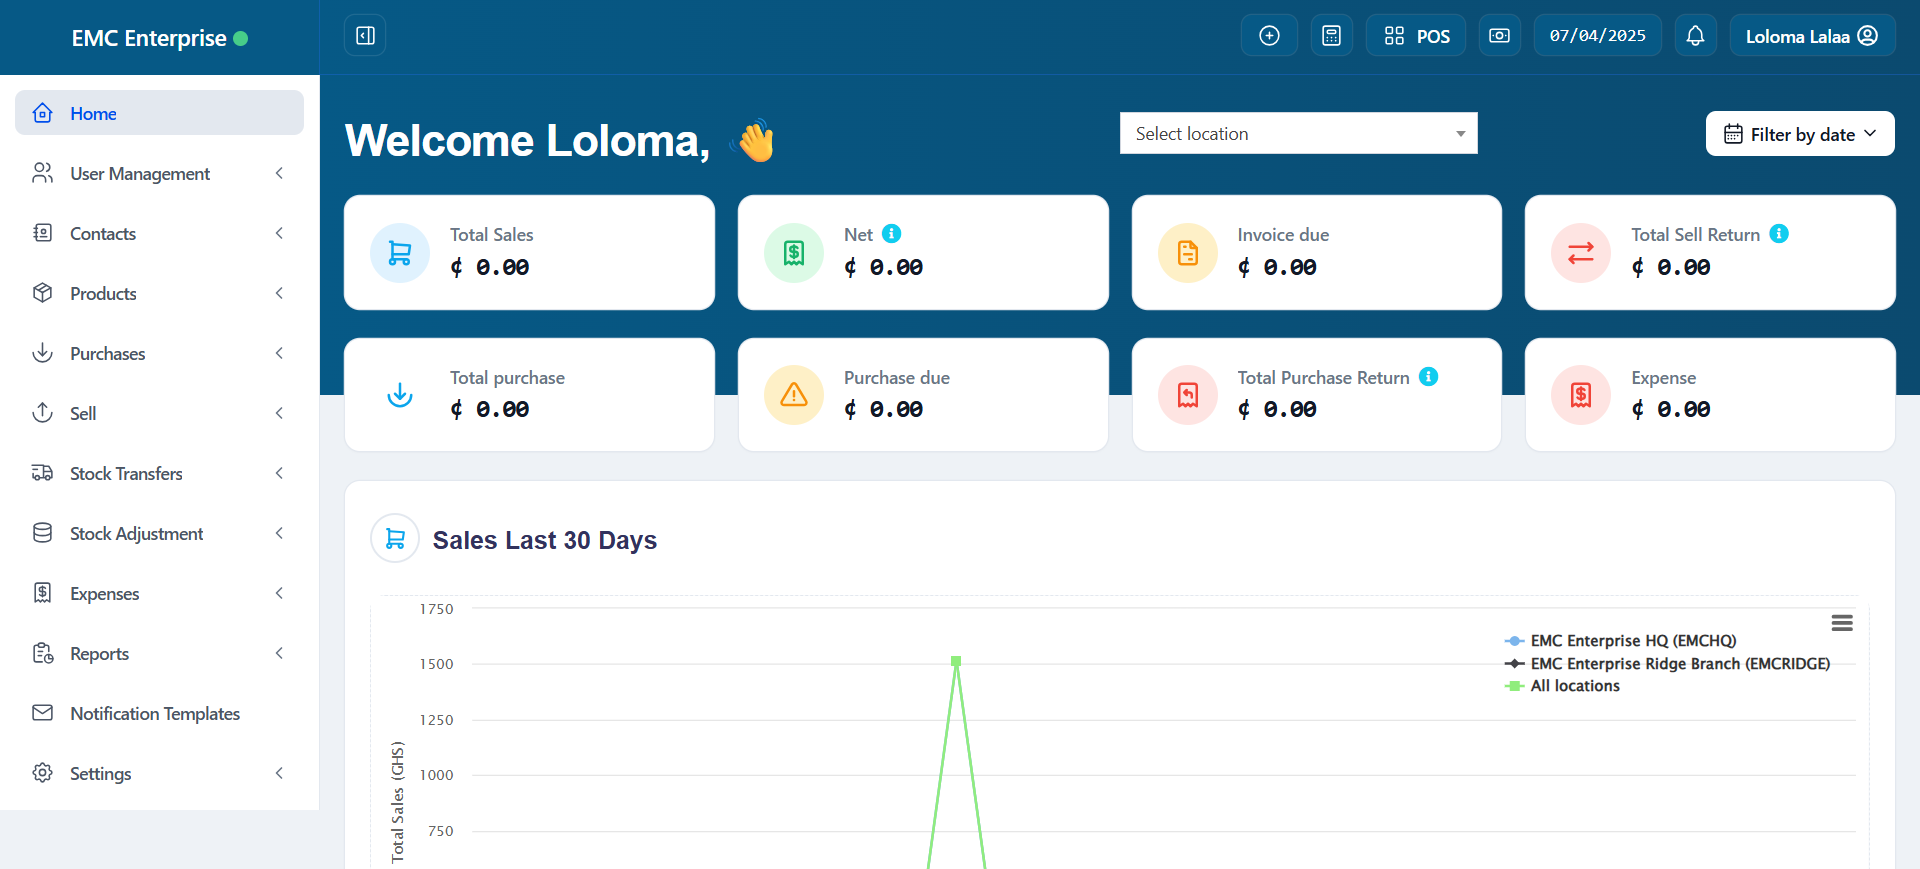 EMC Enterprise
POS
07/04/2025
Loloma Lalaa
Home
User Management
Contacts
Products
Purchases
Sell
Stock Transfers
Stock Adjustment
Expenses
Reports
Notification Templates
Settings
Welcome Loloma,
Select location
Filter by date
Total Sales
₵ 0.00
Net
₵ 0.00
Invoice due
₵ 0.00
Total Sell Return
₵ 0.00
Total purchase
₵ 0.00
Purchase due
₵ 0.00
Total Purchase Return
₵ 0.00
Expense
₵ 0.00
Sales Last 30 Days
1750
1500
1250
1000
750
Total Sales (GHS)
EMC Enterprise HQ (EMCHQ)
EMC Enterprise Ridge Branch (EMCRIDGE)
All locations